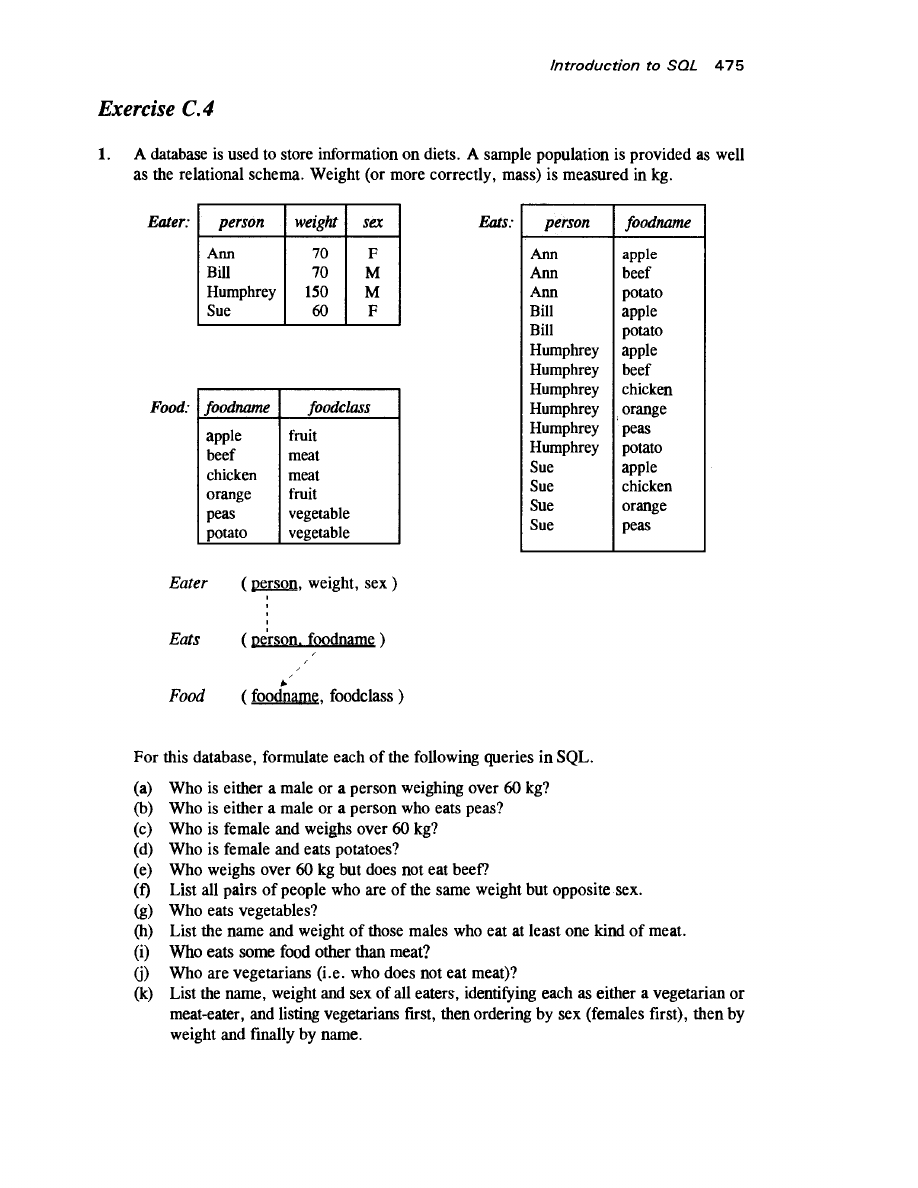 Introduction to SQL 475
Exercise C.4
1. A database is used to store information on diets. A sample population is provided as well
as the relational schema. Weight (or more correctly, mass) is measured in kg.
Eater: person weight sex
Ann 70 F
Bill 70 M
Humphrey 150 M
Sue 60 F
Eats: person foodname
Ann apple
Ann beef
Ann potato
Bill apple
Bill potato
Humphrey apple
Humphrey beef
Humphrey chicken
Humphrey orange
Humphrey peas
Humphrey potato
Sue apple
Sue chicken
Sue orange
Sue peas
Food: foodname foodclass
apple fruit
beef meat
chicken meat
orange fruit
peas vegetable
potato vegetable
Eater ( person, weight, sex )
Eats ( person, foodname )
Food ( foodname, foodclass )
For this database, formulate each of the following queries in SQL.
(a) Who is either a male or a person weighing over 60 kg?
(b) Who is either a male or a person who eats peas?
(c) Who is female and weighs over 60 kg?
(d) Who is female and eats potatoes?
(e) Who weighs over 60 kg but does not eat beef?
(f) List all pairs of people who are of the same weight but opposite sex.
(g) Who eats vegetables?
(h) List the name and weight of those males who eat at least one kind of meat.
(i) Who eats some food other than meat?
(j) Who are vegetarians (i.e. who does not eat meat)?
(k) List the name, weight and sex of all eaters, identifying each as either a vegetarian or
meat-eater, and listing vegetarians first, then ordering by sex (females first), then by
weight and finally by name.